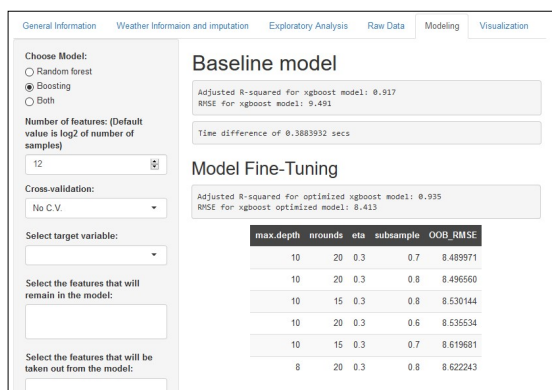 General Information Weather Informaion and imputation Exploratory Analysis Raw Data Modeling Visualization
Choose Model:
Random forest
Boosting
Both
Number of features: (Default
value is log2 of number of
samples)
12
Cross-validation:
No C.V.
Select target variable:
Select the features that will
remain in the model:
Select the features that will be
taken out from the model:
Baseline model
Adjusted R-squared for xgboost model: 0.917
RMSE for xgboost model: 9.491
Time difference of 0.3883932 secs
Model Fine-Tuning
Adjusted R-squared for optimized xgboost model: 0.935
RMSE for xgboost optimized model: 8.413
max.depth nrounds eta subsample OOB_RMSE
10 20 0.3 0.7 8.489971
10 20 0.3 0.8 8.496560
10 15 0.3 0.8 8.530144
10 20 0.3 0.6 8.535534
10 15 0.3 0.7 8.619681
8 20 0.3 0.8 8.622243